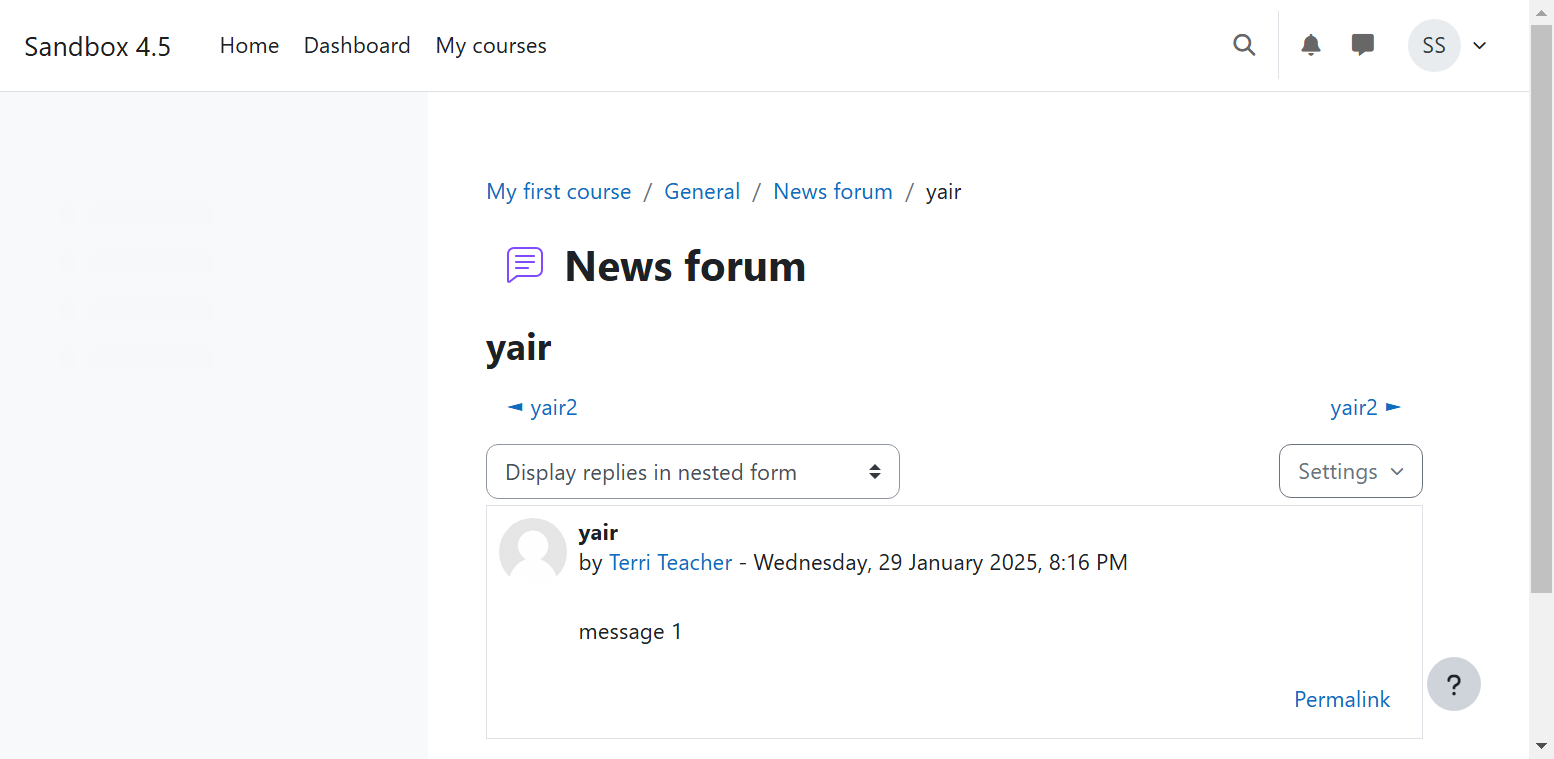 Sandbox 4.5 Home Dashboard My courses SS
My first course / General / News forum / yair
News forum
yair
◄ yair2 yair2 ►
Display replies in nested form Settings
yair
by Terri Teacher - Wednesday, 29 January 2025, 8:16 PM
message 1
Permalink
?